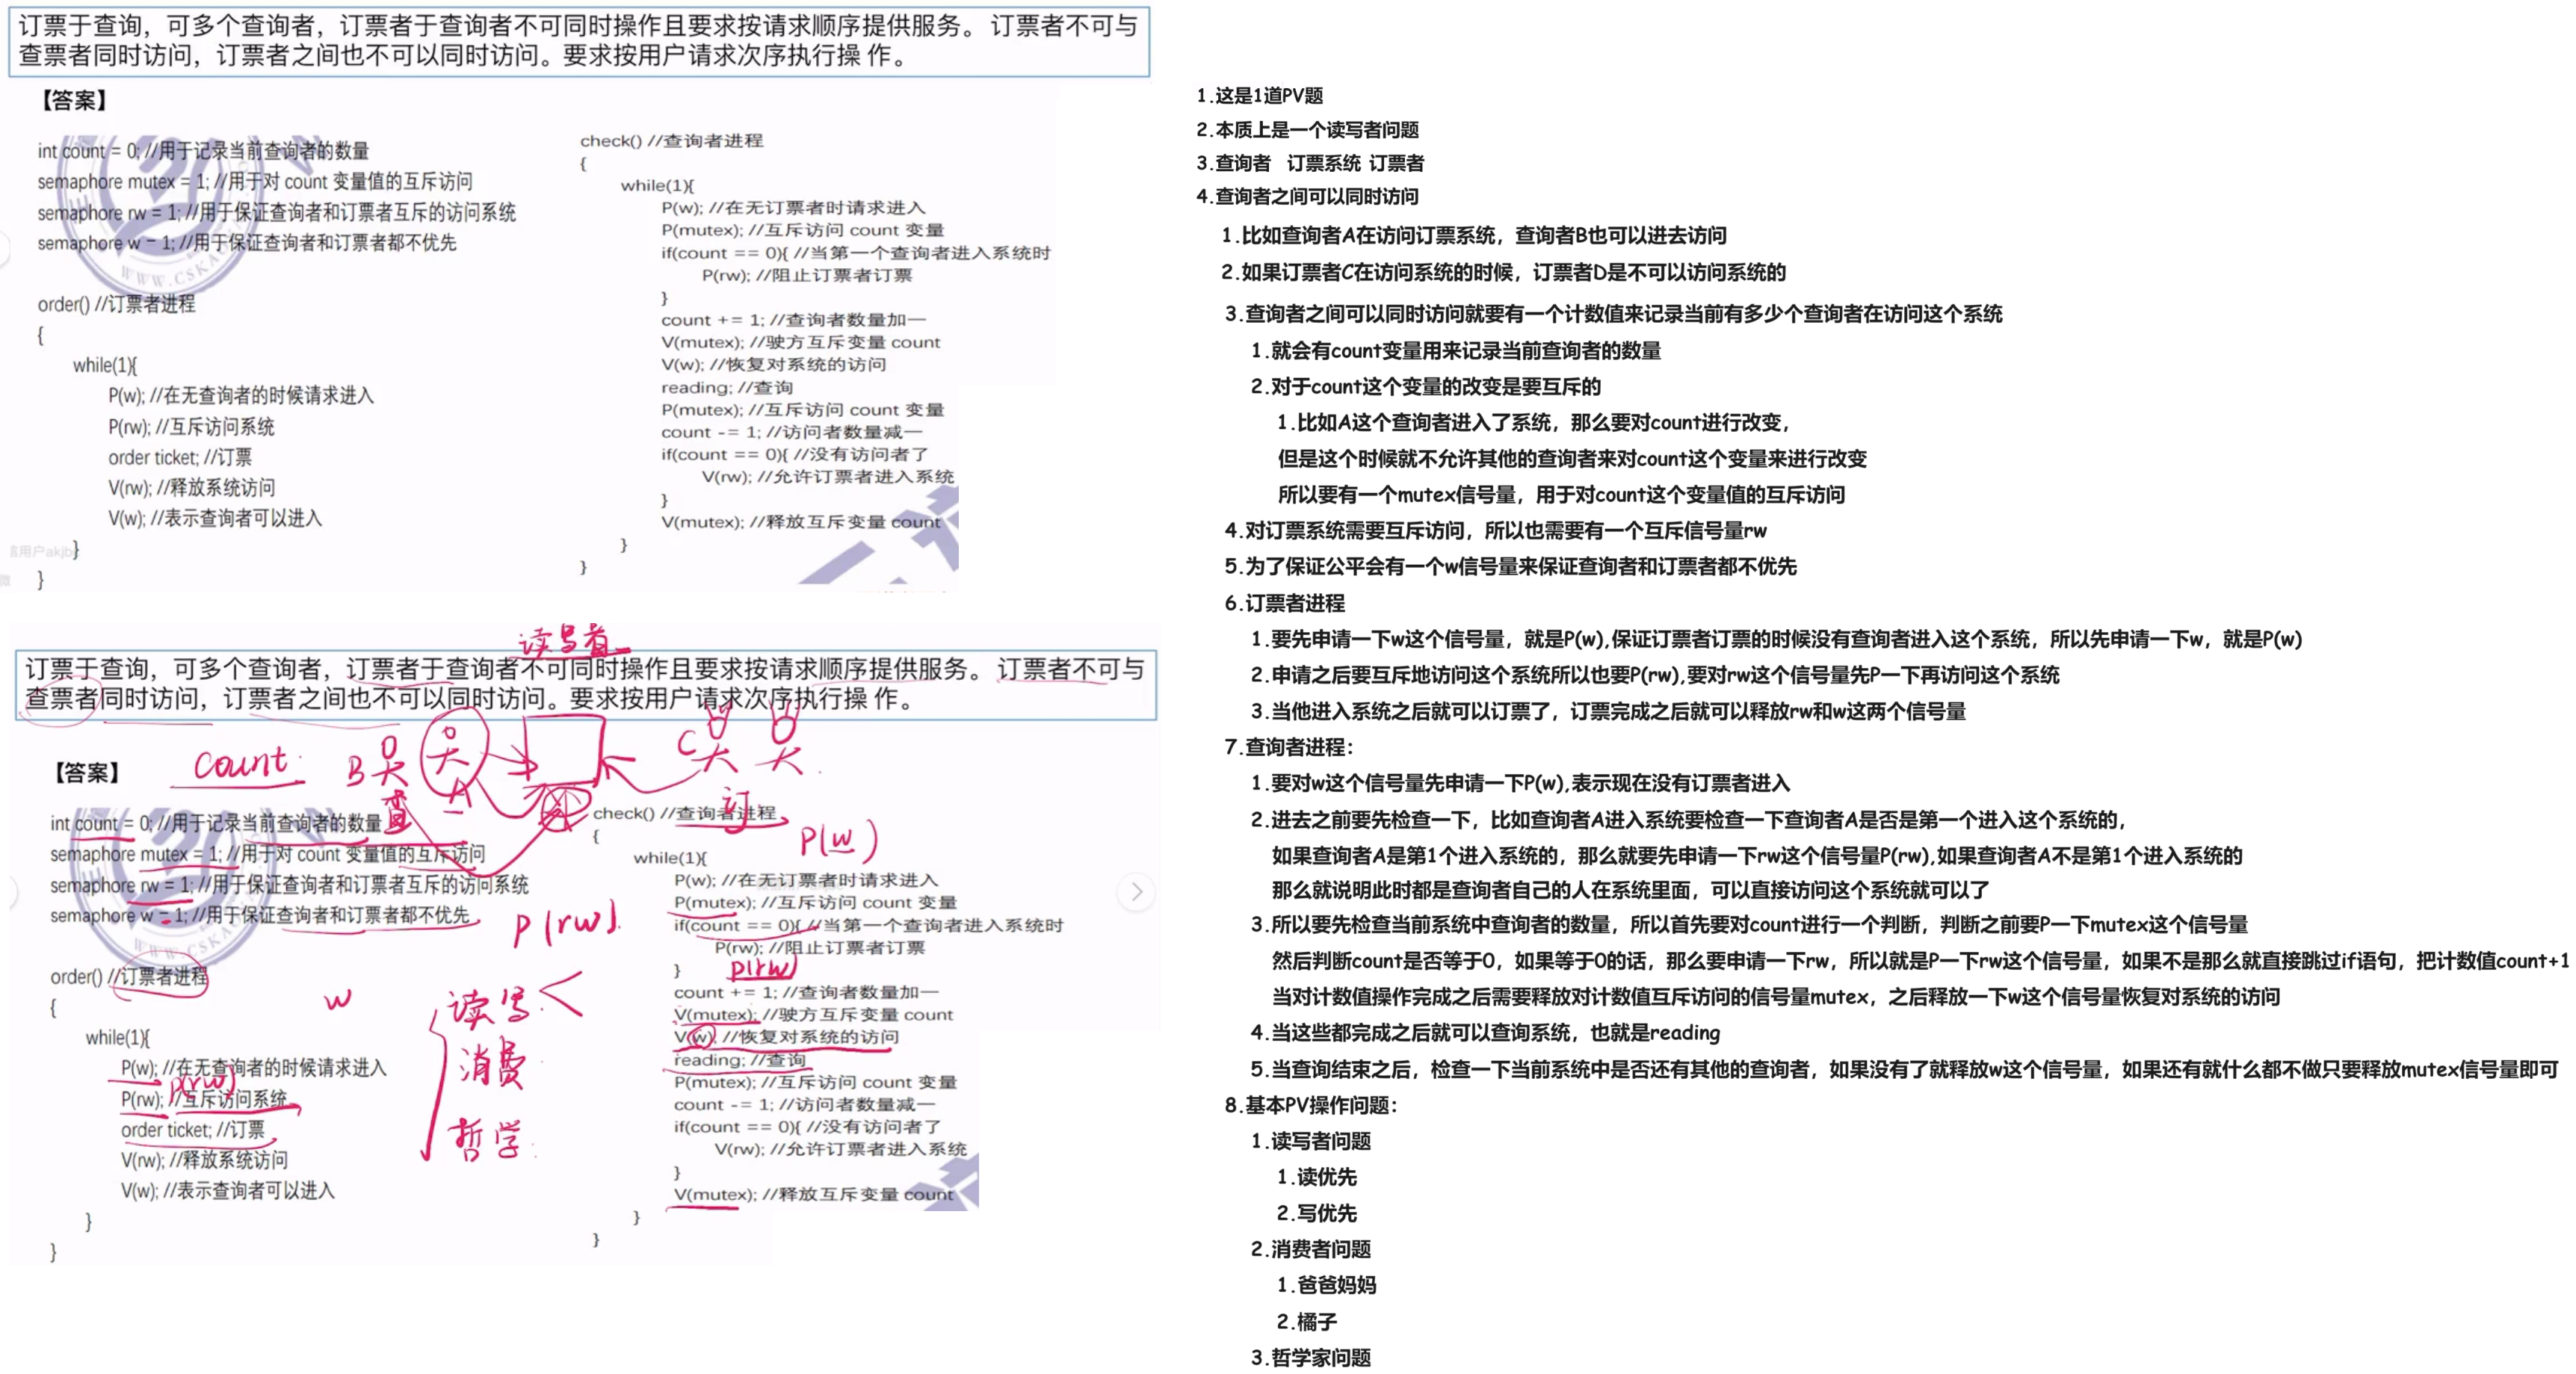 订票于查询，可多个查询者，订票者于查询者不可同时操作且要求按请求顺序提供服务。 订票者不可与
查票者同时访问，订票者之间也不可以同时访问。要求按用户请求次序执行操 作。
【答案】
int count = 0; //用于记录当前查询者的数量
semaphore mutex = 1; //用于对 count 变量值的互斥访问
semaphore rw = 1; //用于保证查询者和订票者互斥的访问系统
semaphore w = 1; //用于保证查询者和订票者都不优先
WWW.CSKA
order() //订票者进程
{
while(1){
P(w); //在无查询者的时候请求进入
P(rw); //互斥访问系统
order ticket; //订票
V(rw); //释放系统访问
V(w); //表示查询者可以进入
}
}
check() //查询者进程
{
while(1){
P(w); //在无订票者时请求进入
P(mutex); //互斥访问 count 变量
if(count == 0){ //当第一个查询者进入系统时
P(rw); //阻止订票者订票
}
count += 1; //查询者数量加一
V(mutex); //驶方互斥变量 count
V(w); //恢复对系统的访问
reading; //查询
P(mutex); //互斥访问 count 变量
count -= 1; //访问者数量减一
if(count == 0){ //没有访问者了
V(rw); //允许订票者进入系统
}
V(mutex); //释放互斥变量 count
}
}
读写者
订票于查询，可多个查询者，订票者于查询者不可同时操作且要求按请求顺序提供服务。 订票者不可与
查票者同时访问，订票者之间也不可以同时访问。要求按用户请求次序执行操 作。
【答案】
count
B
A
查
C
订
int count = 0; //用于记录当前查询者的数量
semaphore mutex = 1; //用于对 count 变量值的互斥访问
semaphore rw = 1; //用于保证查询者和订票者互斥的访问系统
semaphore w = 1; //用于保证查询者和订票者都不优先
WWW.CSKA
P(rw)
order() //订票者进程
{
w
while(1){
P(w); //在无查询者的时候请求进入
P(rw)
P(rw); //互斥访问系统
order ticket; //订票
V(rw); //释放系统访问
V(w); //表示查询者可以进入
}
}
读写
消费
哲学
check() //查询者进程
{
P(w)
while(1){
P(w); //在无订票者时请求进入
P(mutex); //互斥访问 count 变量
if(count == 0){ //当第一个查询者进入系统时
P(rw); //阻止订票者订票
}
P(rw)
count += 1; //查询者数量加一
V(mutex); //驶方互斥变量 count
V(w); //恢复对系统的访问
reading; //查询
P(mutex); //互斥访问 count 变量
count -= 1; //访问者数量减一
if(count == 0){ //没有访问者了
V(rw); //允许订票者进入系统
}
V(mutex); //释放互斥变量 count
}
}
1.这是1道PV题
2.本质上是一个读写者问题
3.查询者 订票系统 订票者
4.查询者之间可以同时访问
1.比如查询者A在访问订票系统，查询者B也可以进去访问
2.如果订票者C在访问系统的时候，订票者D是不可以访问系统的
3.查询者之间可以同时访问就要有一个计数值来记录当前有多少个查询者在访问这个系统
1.就会有count变量用来记录当前查询者的数量
2.对于count这个变量的改变是要互斥的
1.比如A这个查询者进入了系统，那么要对count进行改变，
但是这个时候就不允许其他的查询者来对count这个变量来进行改变
所以要有一个mutex信号量，用于对count这个变量值的互斥访问
4.对订票系统需要互斥访问，所以也需要有一个互斥信号量rw
5.为了保证公平会有一个w信号量来保证查询者和订票者都不优先
6.订票者进程
1.要先申请一下w这个信号量，就是P(w),保证订票者订票的时候没有查询者进入这个系统，所以先申请一下w，就是P(w)
2.申请之后要互斥地访问这个系统所以也要P(rw),要对rw这个信号量先P一下再访问这个系统
3.当他进入系统之后就可以订票了，订票完成之后就可以释放rw和w这两个信号量
7.查询者进程：
1.要对w这个信号量先申请一下P(w),表示现在没有订票者进入
2.进去之前要先检查一下，比如查询者A进入系统要检查一下查询者A是否是第一个进入这个系统的，
如果查询者A是第1个进入系统的，那么就要先申请一下rw这个信号量P(rw),如果查询者A不是第1个进入系统的
那么就说明此时都是查询者自己的人在系统里面，可以直接访问这个系统就可以了
3.所以要先检查当前系统中查询者的数量，所以首先要对count进行一个判断，判断之前要P一下mutex这个信号量
然后判断count是否等于0，如果等于0的话，那么要申请一下rw，所以就是P一下rw这个信号量，如果不是那么就直接跳过if语句，把计数值count+1
当对计数值操作完成之后需要释放对计数值互斥访问的信号量mutex，之后释放一下w这个信号量恢复对系统的访问
4.当这些都完成之后就可以查询系统，也就是reading
5.当查询结束之后，检查一下当前系统中是否还有其他的查询者，如果没有了就释放w这个信号量，如果还有就什么都不做只要释放mutex信号量即可
8.基本PV操作问题：
1.读写者问题
1.读优先
2.写优先
2.消费者问题
1.爸爸妈妈
2.橘子
3.哲学家问题